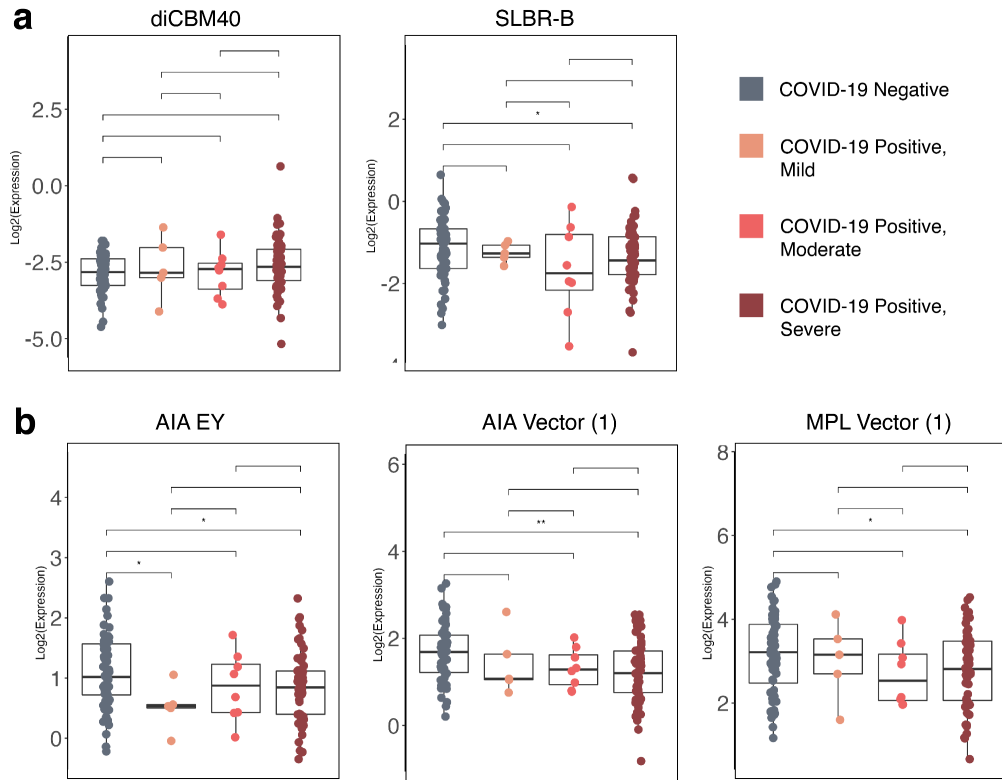 a
diCBM40
SLBR-B
Log2(Expression)
2.5
0.0
-2.5
-5.0
Log2(Expression)
2
0
-2
*
COVID-19 Negative
COVID-19 Positive,
Mild
COVID-19 Positive,
Moderate
COVID-19 Positive,
Severe
b
AIA EY
AIA Vector (1)
MPL Vector (1)
Log2(Expression)
4
3
2
1
0
*
*
Log2(Expression)
6
4
2
0
**
Log2(Expression)
8
6
4
2
*